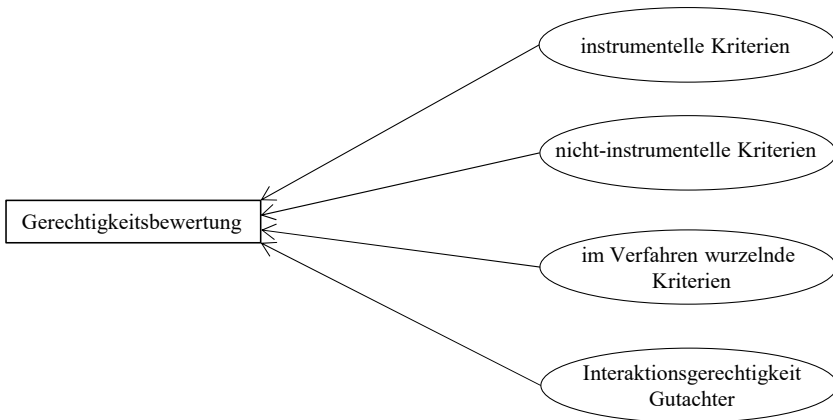 instrumentelle Kriterien
nicht-instrumentelle Kriterien
Gerechtigkeitsbewertung
im Verfahren wurzelnde
Kriterien
Interaktionsgerechtigkeit
Gutachter